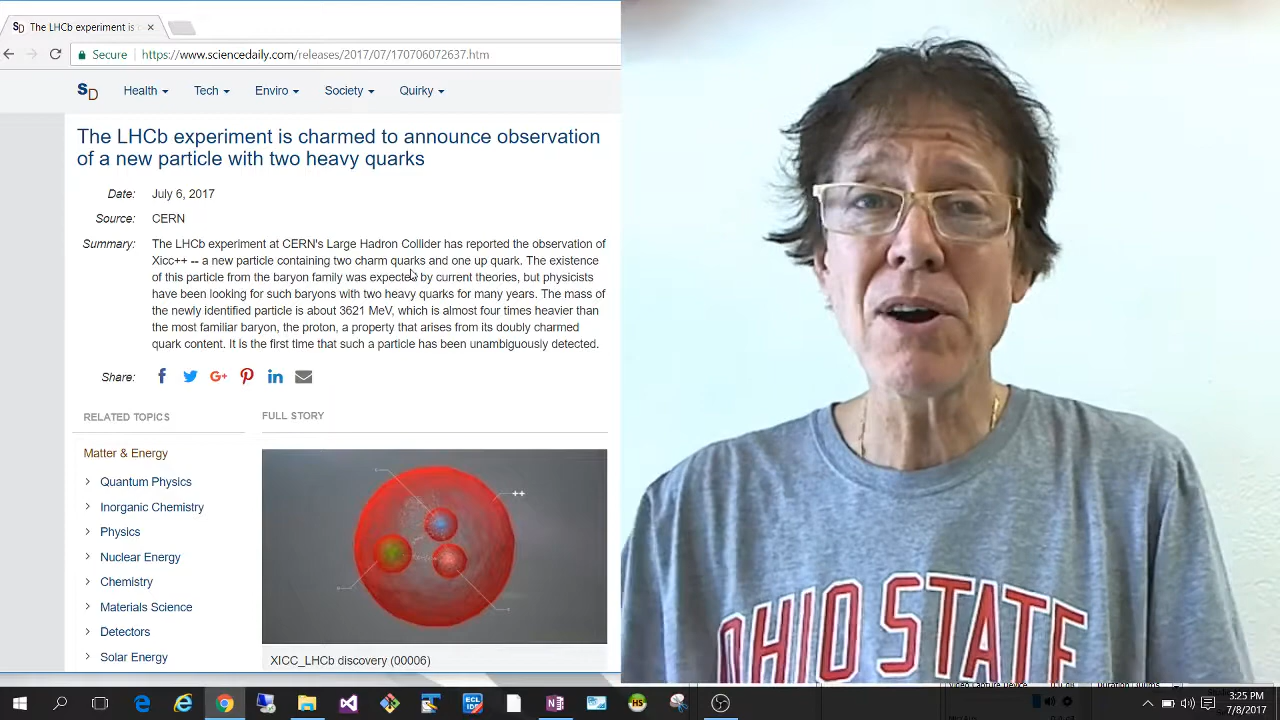 SD The LHCb experiment is
Secure https://www.sciencedaily.com/releases/2017/07/170706072637.htm
SD Health Tech Enviro Society Quirky
The LHCb experiment is charmed to announce observation
of a new particle with two heavy quarks
Date: July 6, 2017
Source: CERN
Summary: The LHCb experiment at CERN's Large Hadron Collider has reported the observation of
Xicc++ -- a new particle containing two charm quarks and one up quark. The existence
of this particle from the baryon family was expected by current theories, but physicists
have been looking for such baryons with two heavy quarks for many years. The mass of
the newly identified particle is about 3621 MeV, which is almost four times heavier than
the most familiar baryon, the proton, a property that arises from its doubly charmed
quark content. It is the first time that such a particle has been unambiguously detected.
Share: f G+ in
RELATED TOPICS
FULL STORY
Matter & Energy
Quantum Physics
Inorganic Chemistry
Physics
Nuclear Energy
Chemistry
Materials Science
Detectors
Solar Energy
++
XICC_LHCb discovery (00006)
OHIO STATE
ECL
IDE
HS
3:25 PM
7/8/2017